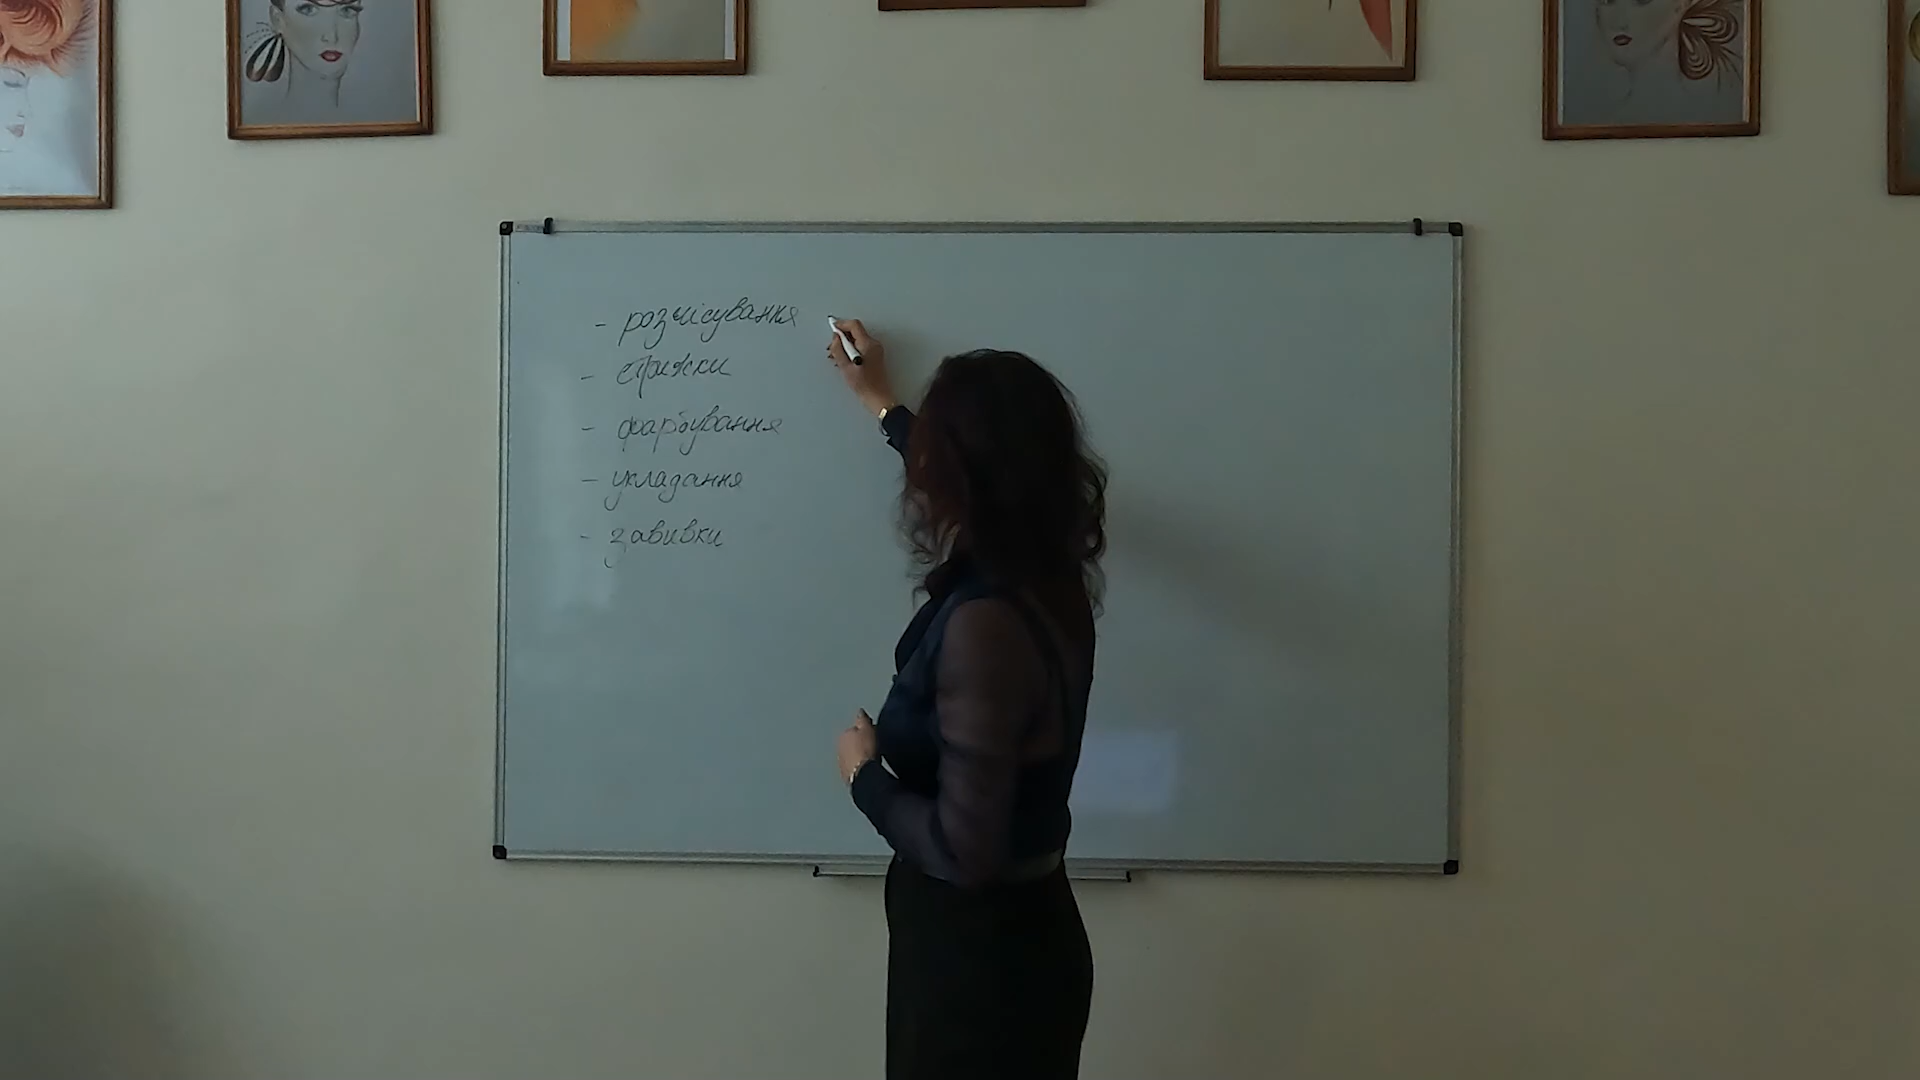 - розчісування
- стрижки
- фарбування
- укладання
- завивки